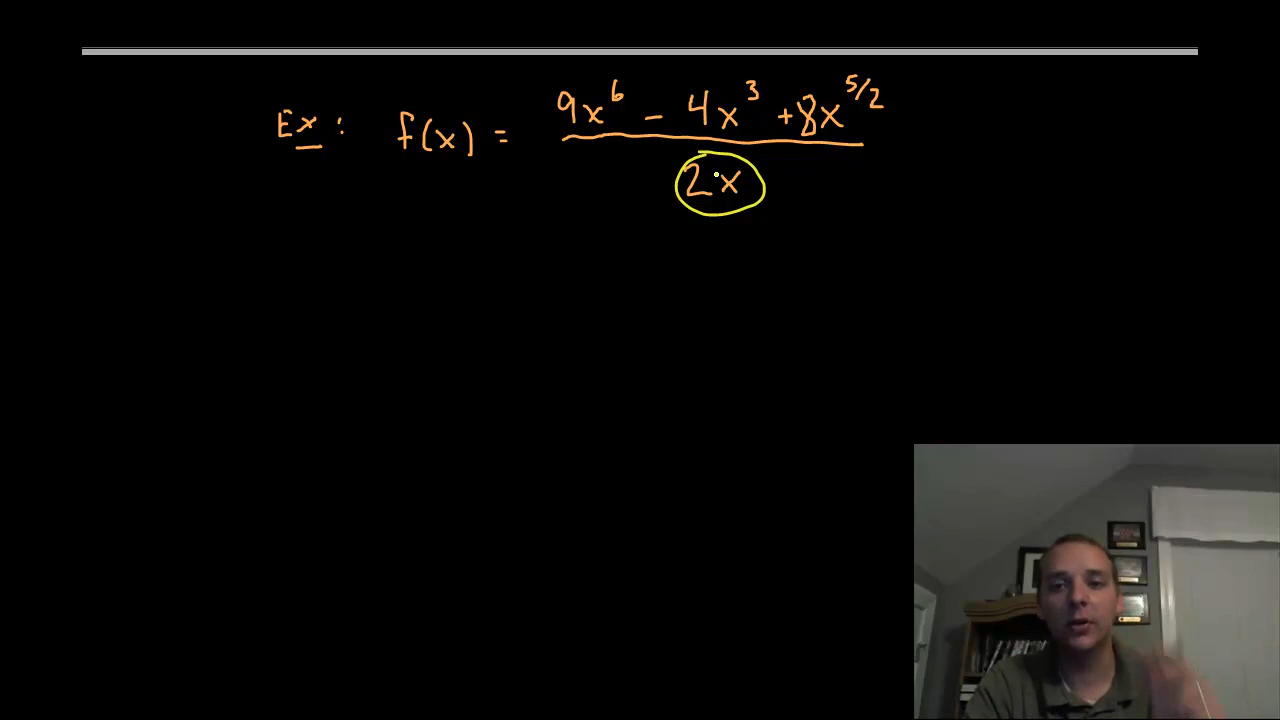 Ex: f(x) = 9x^6 - 4x^3 + 8x^{5/2}
2x